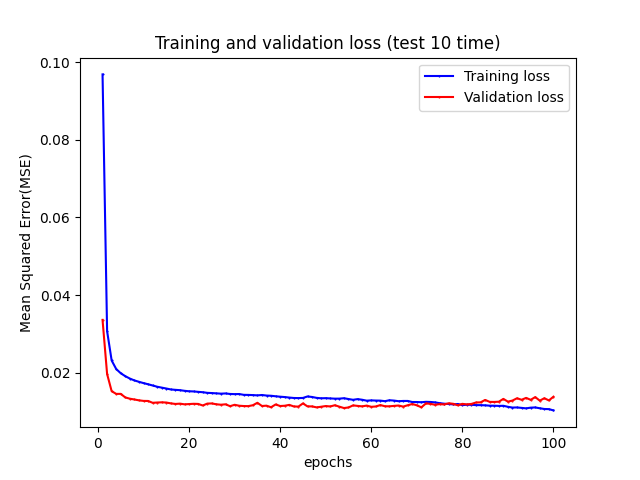 Training and validation loss (test 10 time)
Training loss
Validation loss
Mean Squared Error(MSE)
0.10
0.08
0.06
0.04
0.02
0
20
40
60
80
100
epochs